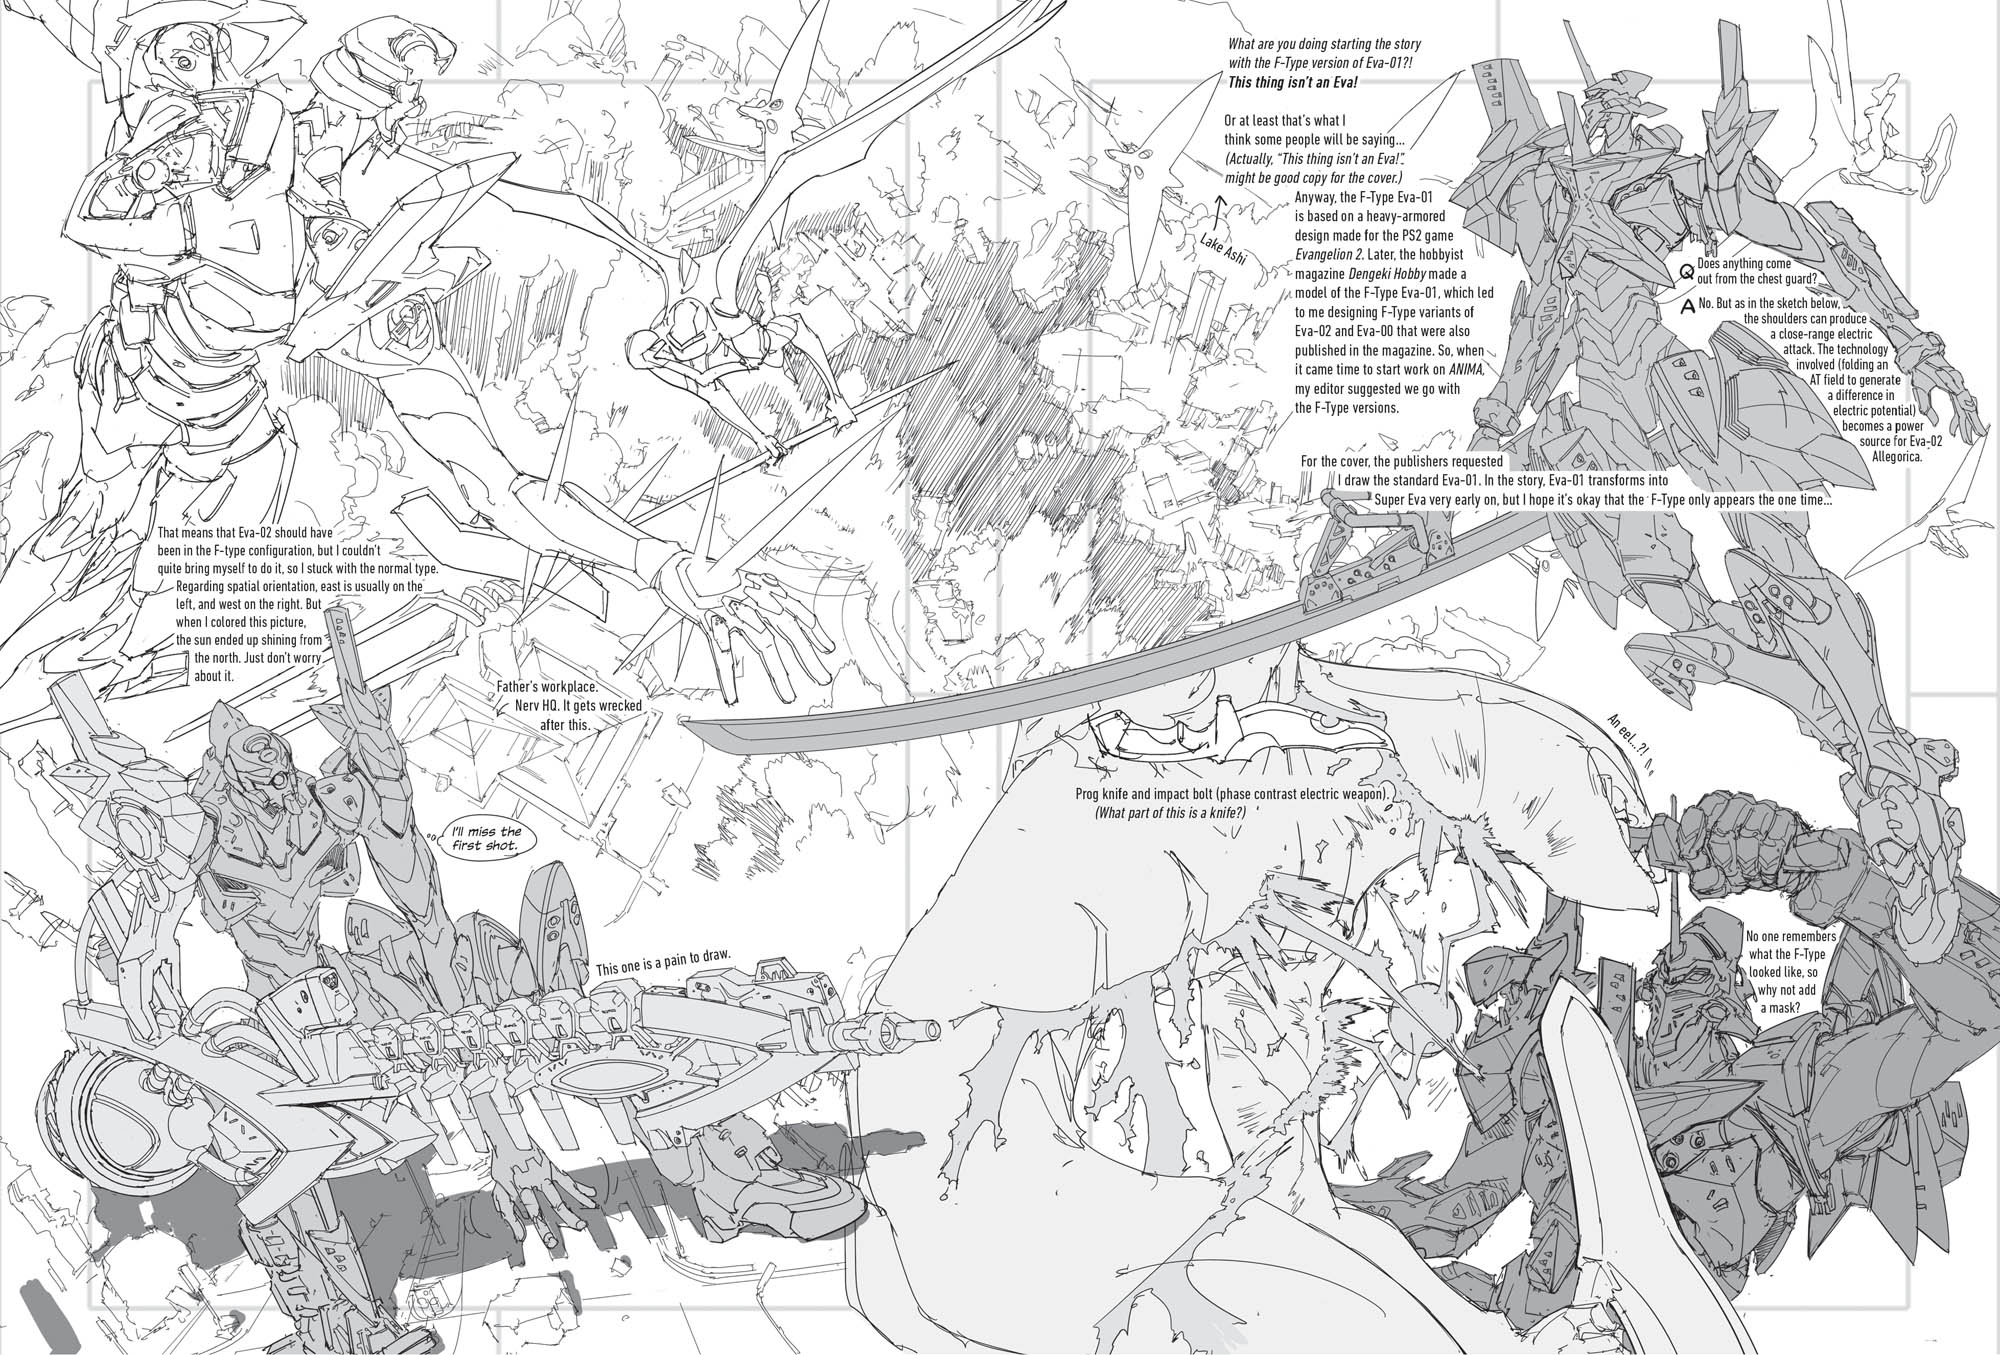 What are you doing starting the story
with the F-Type version of Eva-01?!
This thing isn't an Eva!
Or at least that's what I
think some people will be saying...
(Actually, "This thing isn't an Eva!"
might be good copy for the cover.)
Lake Ashi
Anyway, the F-Type Eva-01
is based on a heavy-armored
design made for the PS2 game
Evangelion 2. Later, the hobbyist
magazine Dengeki Hobby made a
model of the F-Type Eva-01, which led
to me designing F-Type variants of
Eva-02 and Eva-00 that were also
published in the magazine. So, when
it came time to start work on ANIMA,
my editor suggested we go with
the F-Type versions.
Q Does anything come
out from the chest guard?
A No. But as in the sketch below,
the shoulders can produce
a close-range electric
attack. The technology
involved (folding an
AT field to generate
a difference in
electric potential)
becomes a power
source for Eva-02
Allegorica.
For the cover, the publishers requested
I draw the standard Eva-01. In the story, Eva-01 transforms into
Super Eva very early on, but I hope it's okay that the F-Type only appears the one time...
That means that Eva-02 should have
been in the F-type configuration, but I couldn't
quite bring myself to do it, so I stuck with the normal type.
Regarding spatial orientation, east is usually on the
left, and west on the right. But
when I colored this picture,
the sun ended up shining from
the north. Just don't worry
about it.
Father's workplace.
Nerv HQ. It gets wrecked
after this.
An eel...?!
Prog knife and impact bolt (phase contrast electric weapon).
(What part of this is a knife?)
I'll miss the
first shot.
This one is a pain to draw.
No one remembers
what the F-Type
looked like, so
why not add
a mask?